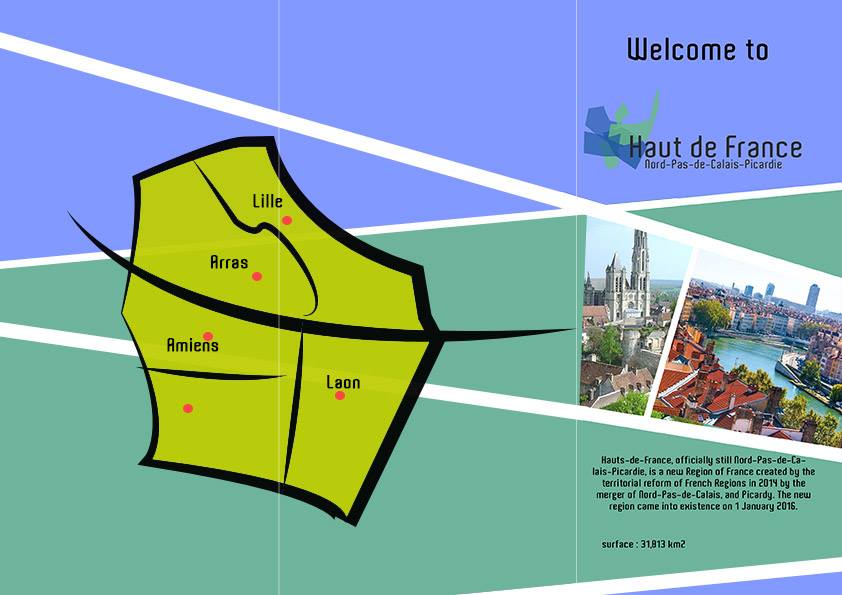 Welcome to
Haut de France
Nord-Pas-de-Calais-Picardie
Lille
Arras
Amiens
Laon
Hauts-de-France, officially still Nord-Pas-de-Ca-
lais-Picardie, is a new Region of France created by the
territorial reform of French Regions in 2014 by the
merger of Nord-Pas-de-Calais, and Picardy. The new
region came into existence on 1 January 2016.
surface : 31,813 km2